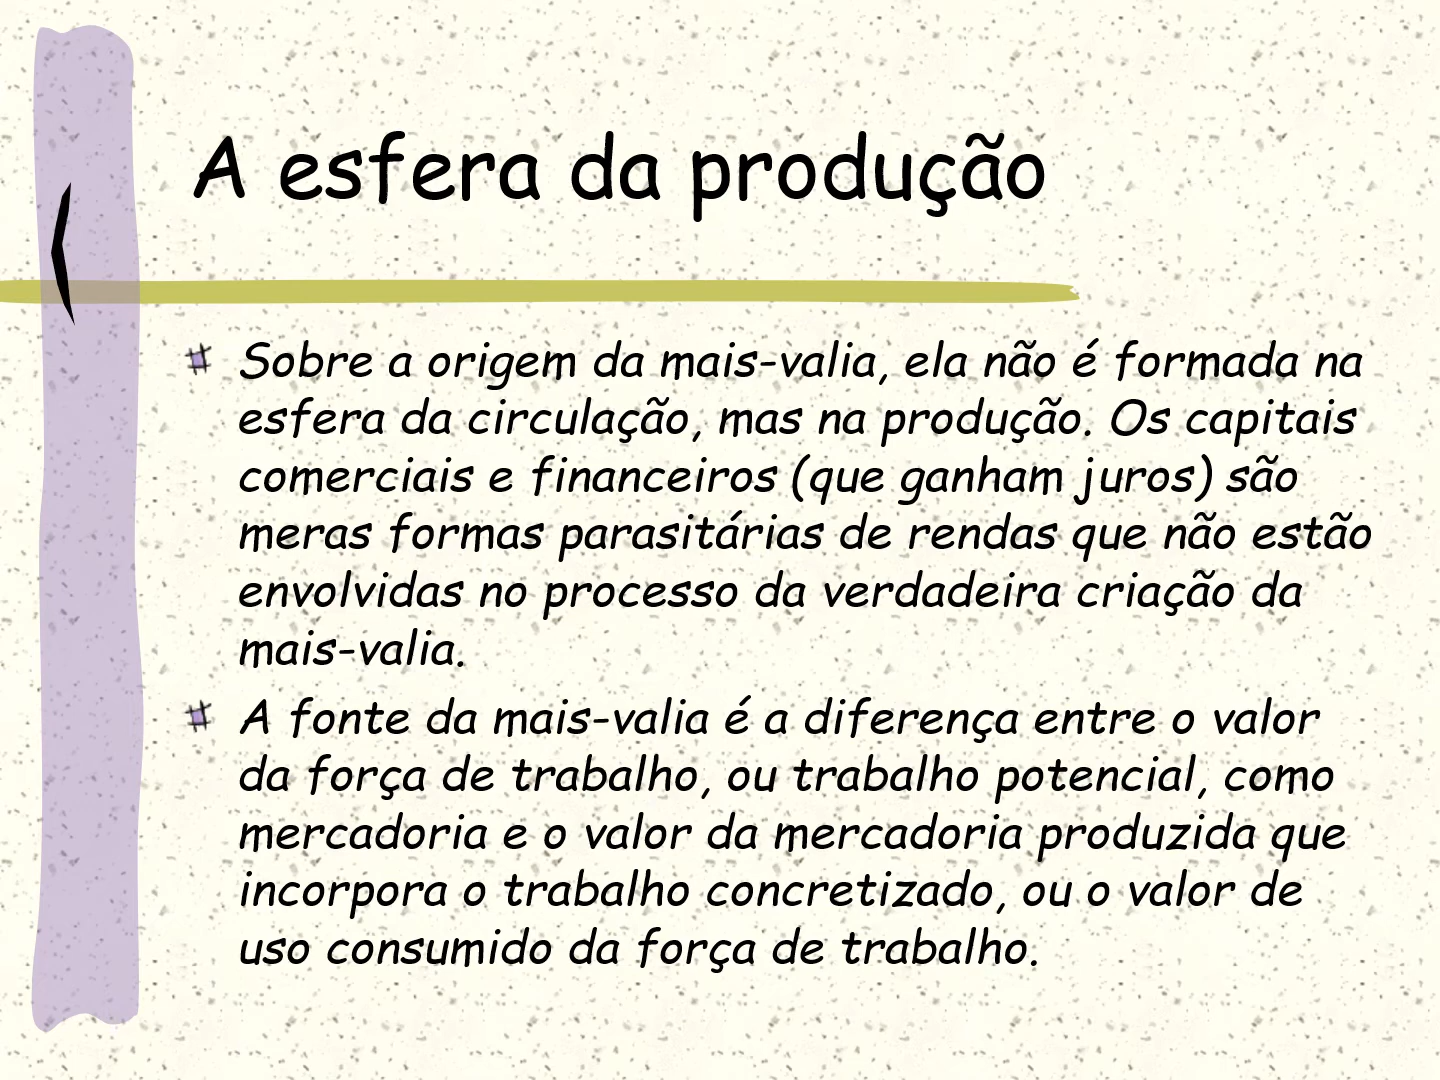 A esfera da produção
Sobre a origem da mais-valia, ela não é formada na
esfera da circulação, mas na produção. Os capitais
comerciais e financeiros (que ganham juros) são
meras formas parasitárias de rendas que não estão
envolvidas no processo da verdadeira criação da
mais-valia.
A fonte da mais-valia é a diferença entre o valor
da força de trabalho, ou trabalho potencial, como
mercadoria e o valor da mercadoria produzida que
incorpora o trabalho concretizado, ou o valor de
uso consumido da força de trabalho.